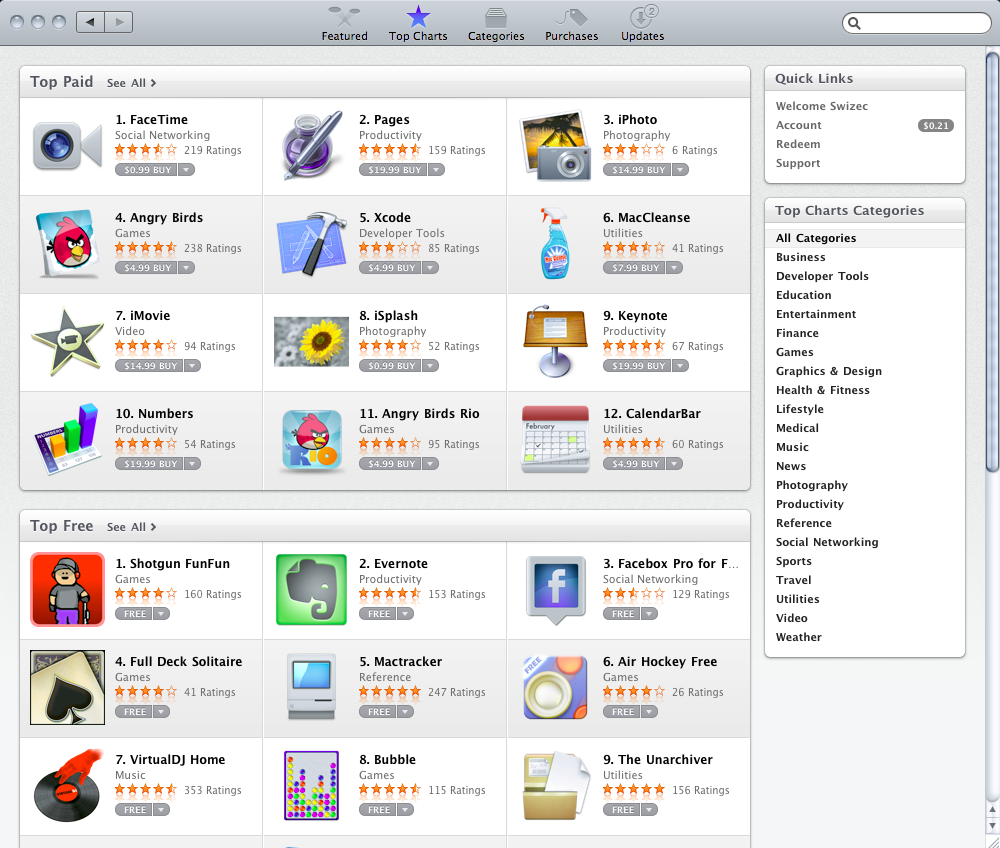 Featured
Top Charts
Categories
Purchases
2
Updates
Top Paid See All >
1. FaceTime
Social Networking
219 Ratings
$0.99 BUY
2. Pages
Productivity
159 Ratings
$19.99 BUY
3. iPhoto
Photography
6 Ratings
$14.99 BUY
4. Angry Birds
Games
238 Ratings
$4.99 BUY
5. Xcode
Developer Tools
85 Ratings
$4.99 BUY
6. MacCleanse
Utilities
41 Ratings
$7.99 BUY
7. iMovie
Video
94 Ratings
$14.99 BUY
8. iSplash
Photography
52 Ratings
$0.99 BUY
9. Keynote
Productivity
67 Ratings
$19.99 BUY
NUMBERS
10. Numbers
Productivity
54 Ratings
$19.99 BUY
RIO
11. Angry Birds Rio
Games
95 Ratings
$4.99 BUY
February
12. CalendarBar
Utilities
60 Ratings
$4.99 BUY
Top Free See All >
1. Shotgun FunFun
Games
160 Ratings
FREE
2. Evernote
Productivity
153 Ratings
FREE
f
3. Facebox Pro for F...
Social Networking
129 Ratings
FREE
4. Full Deck Solitaire
Games
41 Ratings
FREE
5. Mactracker
Reference
247 Ratings
FREE
FREE
6. Air Hockey Free
Games
26 Ratings
FREE
7. VirtualDJ Home
Music
353 Ratings
FREE
8. Bubble
Games
115 Ratings
FREE
9. The Unarchiver
Utilities
156 Ratings
FREE
Quick Links
Welcome Swizec
Account $0.21
Redeem
Support
Top Charts Categories
All Categories
Business
Developer Tools
Education
Entertainment
Finance
Games
Graphics & Design
Health & Fitness
Lifestyle
Medical
Music
News
Photography
Productivity
Reference
Social Networking
Sports
Travel
Utilities
Video
Weather